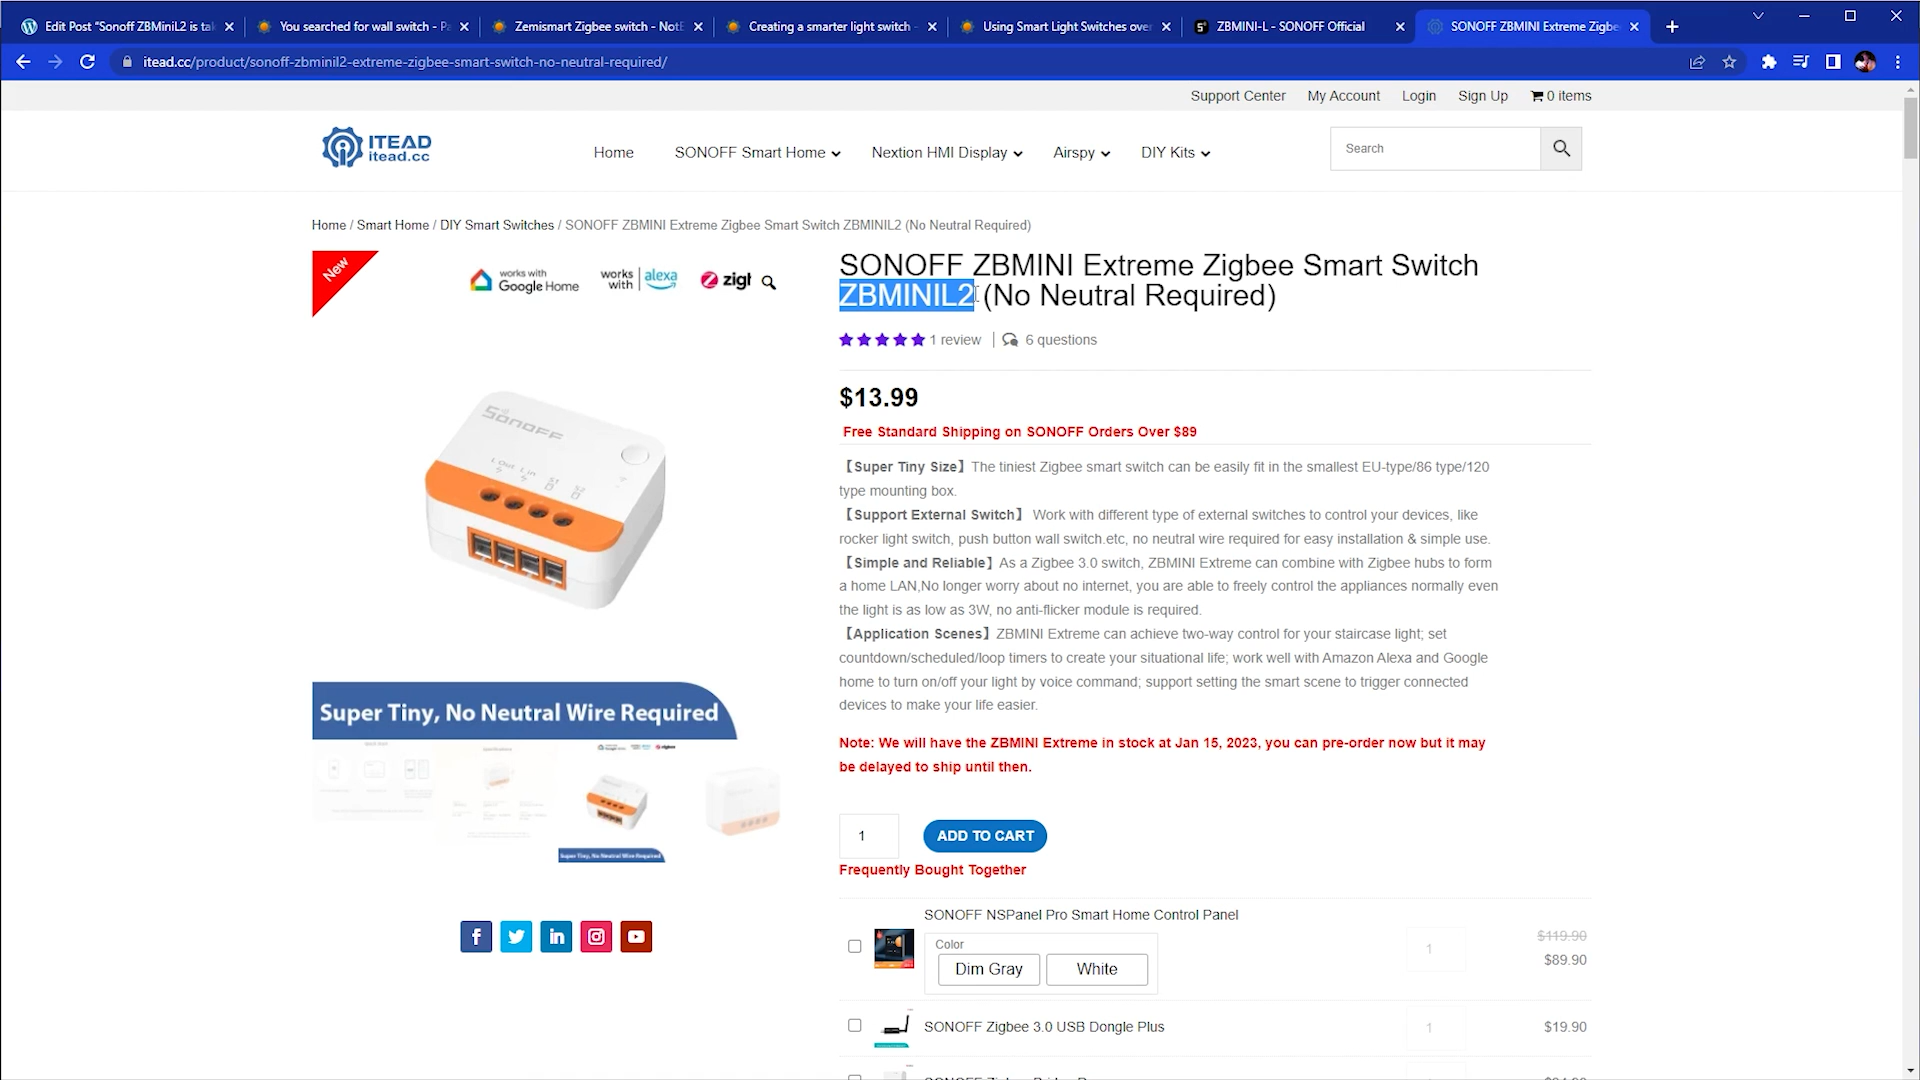 Edit Post "Sonoff ZBMiniL2 is tak
You searched for wall switch - P
Zemismart Zigbee switch - NotE
Creating a smarter light switch -
Using Smart Light Switches over
ZBMINI-L - SONOFF Official
SONOFF ZBMINI Extreme Zigbe
itead.cc/product/sonoff-zbminil2-extreme-zigbee-smart-switch-no-neutral-required/
Support Center My Account Login Sign Up 0 items
ITEAD
itead.cc
Home SONOFF Smart Home Nextion HMI Display Airspy DIY Kits
Search
Home / Smart Home / DIY Smart Switches / SONOFF ZBMINI Extreme Zigbee Smart Switch ZBMINIL2 (No Neutral Required)
New
works with Google Home
works with alexa
zigt
SONOFF
L Out L In S1 S2
Super Tiny, No Neutral Wire Required
Super Tiny, No Neutral Wire Required
SONOFF ZBMINI Extreme Zigbee Smart Switch
ZBMINIL2 (No Neutral Required)
1 review | 6 questions
$13.99
Free Standard Shipping on SONOFF Orders Over $89
【Super Tiny Size】The tiniest Zigbee smart switch can be easily fit in the smallest EU-type/86 type/120
type mounting box.
【Support External Switch】 Work with different type of external switches to control your devices, like
rocker light switch, push button wall switch.etc, no neutral wire required for easy installation & simple use.
【Simple and Reliable】As a Zigbee 3.0 switch, ZBMINI Extreme can combine with Zigbee hubs to form
a home LAN,No longer worry about no internet, you are able to freely control the appliances normally even
the light is as low as 3W, no anti-flicker module is required.
【Application Scenes】ZBMINI Extreme can achieve two-way control for your staircase light; set
countdown/scheduled/loop timers to create your situational life; work well with Amazon Alexa and Google
home to turn on/off your light by voice command; support setting the smart scene to trigger connected
devices to make your life easier.
Note: We will have the ZBMINI Extreme in stock at Jan 15, 2023, you can pre-order now but it may
be delayed to ship until then.
1 ADD TO CART
Frequently Bought Together
SONOFF NSPanel Pro Smart Home Control Panel
Color
Dim Gray White
1
$119.90
$89.90
SONOFF Zigbee 3.0 USB Dongle Plus 1 $19.90